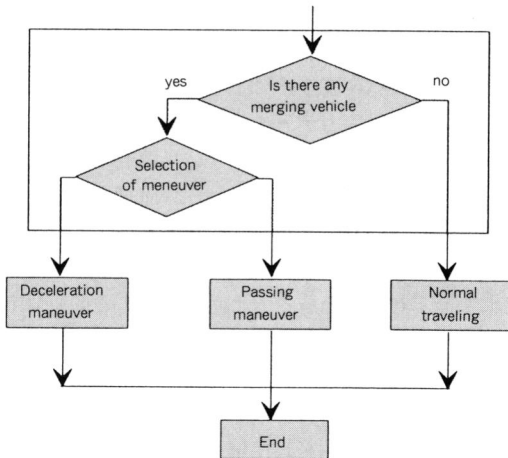 Is there any
merging vehicle
yes
no
Selection
of meneuver
Deceleration
maneuver
Passing
maneuver
Normal
traveling
End